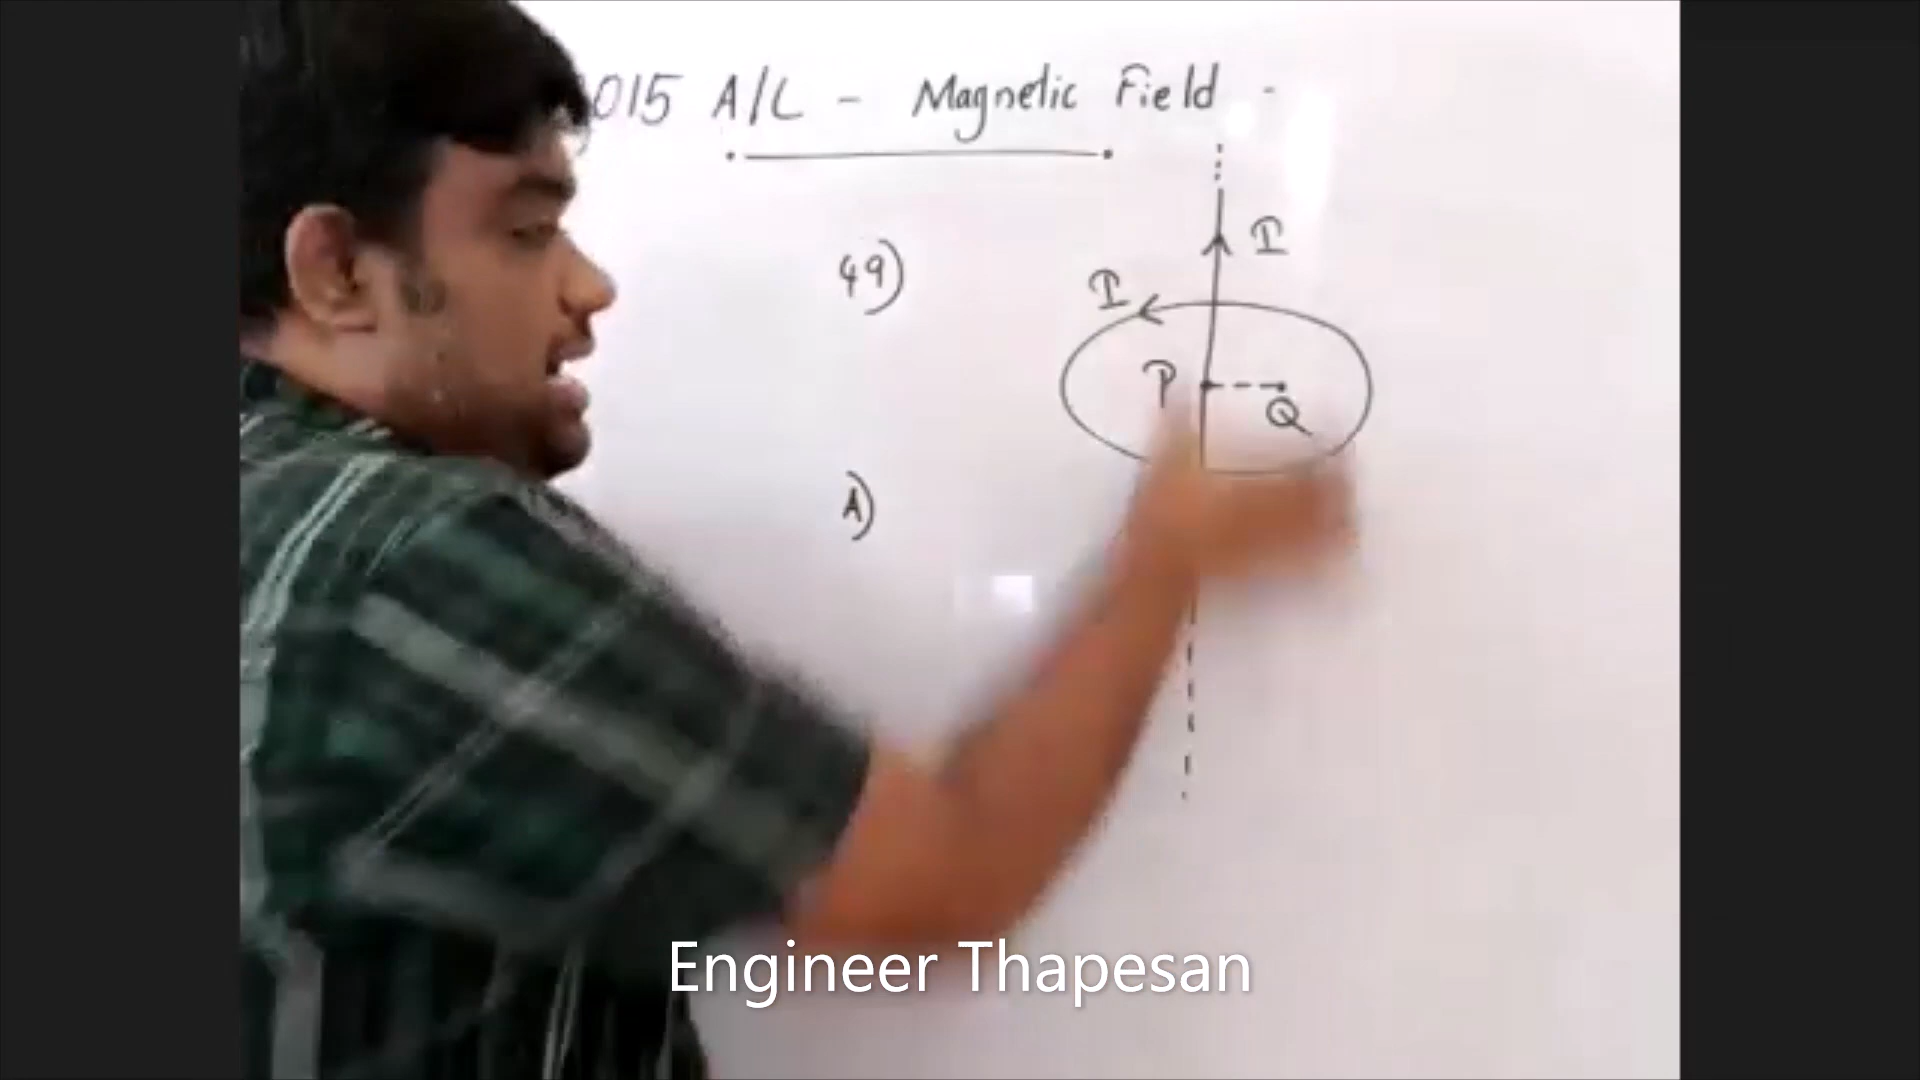 015 A/L - Magnetic Field -
49)
I
I
P
Q
A)
Engineer Thapesan